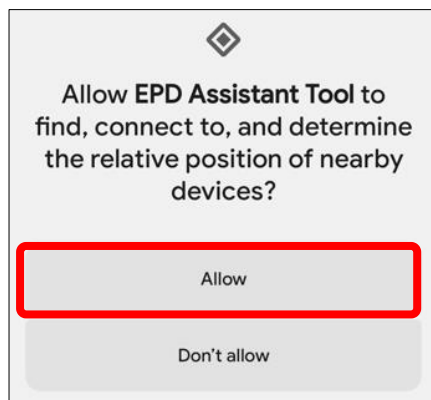 Allow EPD Assistant Tool to
find, connect to, and determine
the relative position of nearby
devices?
Allow
Don't allow